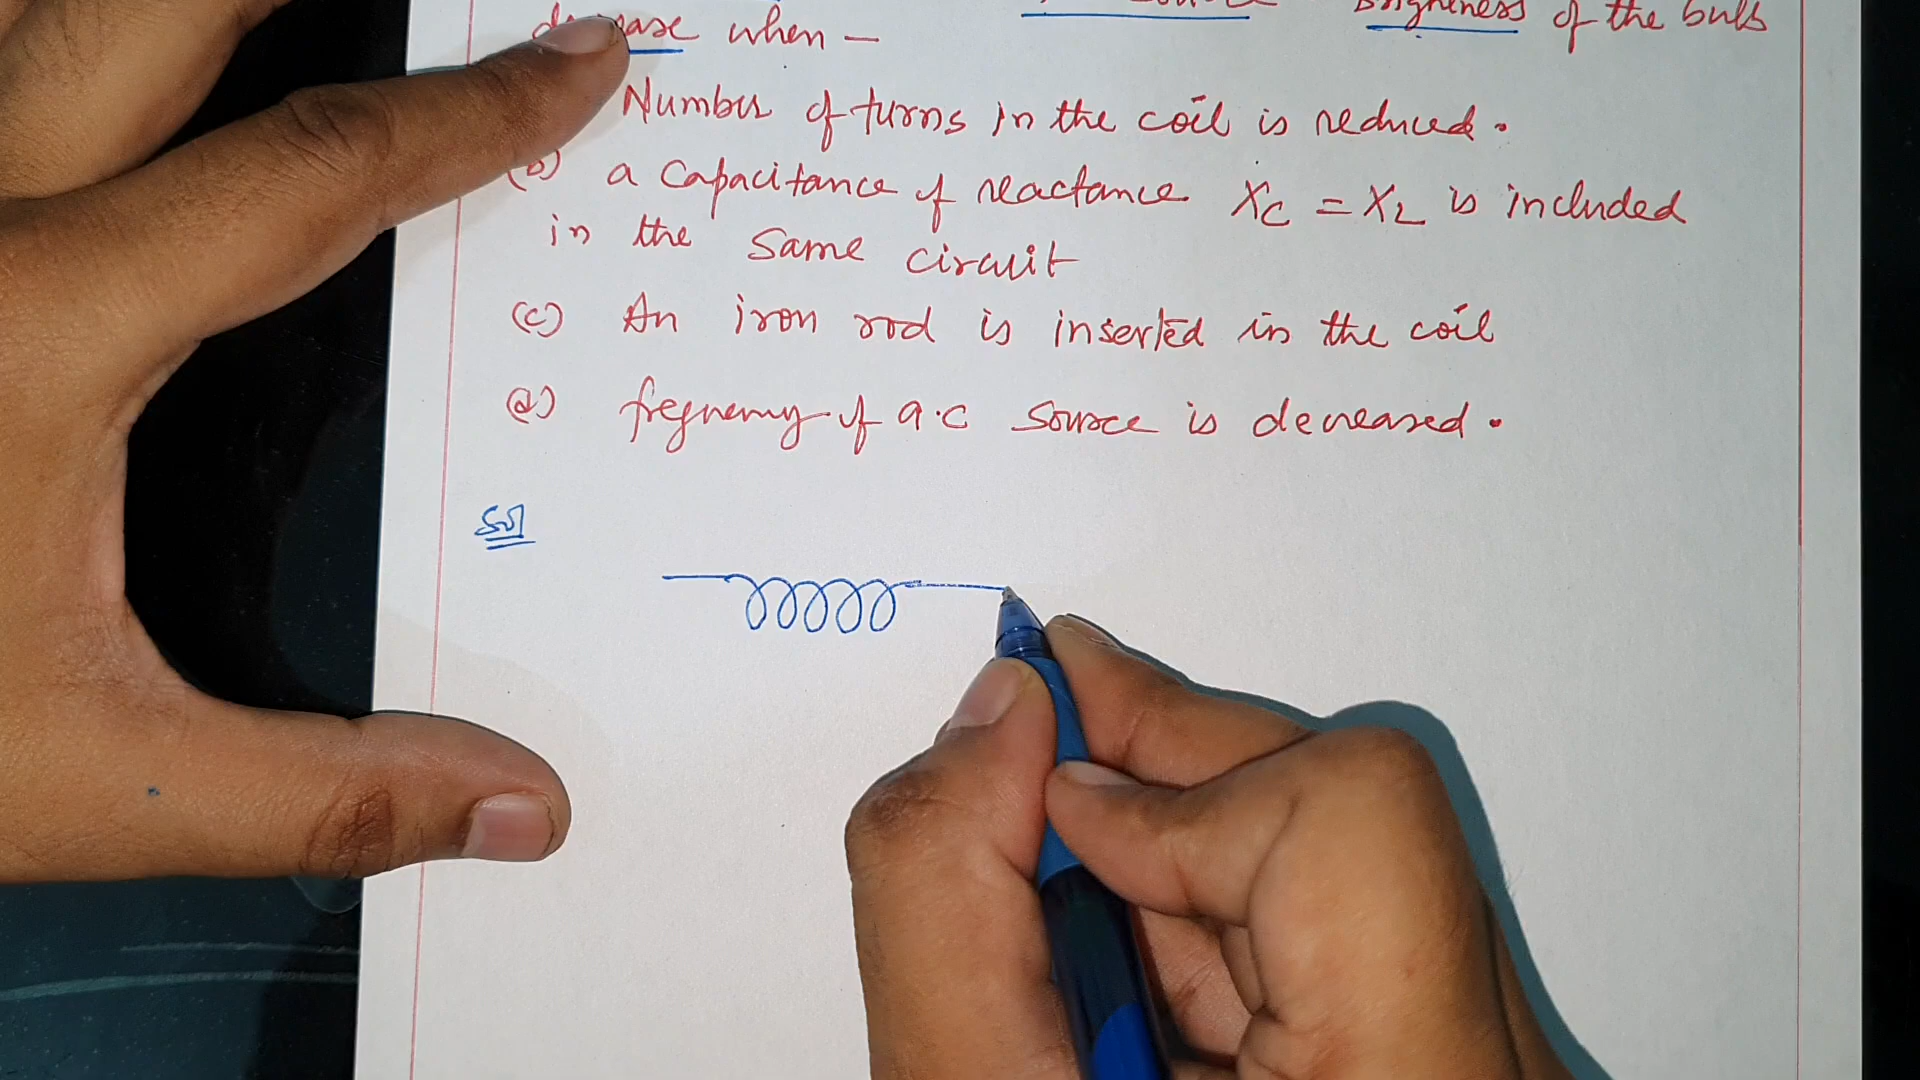 Brightness of the bulb
decrease when —
Number of turns in the coil is reduced.
(b) a capacitance of reactance XC = XL is included
in the same circuit
(c) An iron rod is inserted in the coil
(d) frequency of a.c source is decreased.
Sol